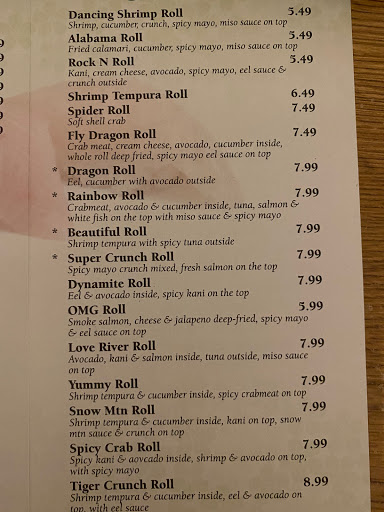 Dancing Shrimp Roll 5.49
Shrimp, cucumber, crunch, spicy mayo, miso sauce on top
Alabama Roll 5.49
Fried calamari, cucumber, spicy mayo, miso sauce on top
Rock N Roll 5.49
Kani, cream cheese, avocado, spicy mayo, eel sauce &
crunch outside
Shrimp Tempura Roll 6.49
Spider Roll 7.49
Soft shell crab
Fly Dragon Roll 7.49
Crab meat, cream cheese, avocado, cucumber inside,
whole roll deep fried, spicy mayo eel sauce on top
* Dragon Roll 7.99
Eel, cucumber with avocado outside
* Rainbow Roll 7.99
Crabmeat, avocado & cucumber inside, tuna, salmon &
white fish on the top with miso sauce & spicy mayo
* Beautiful Roll 7.99
Shrimp tempura with spicy tuna outside
* Super Crunch Roll 7.99
Spicy mayo crunch mixed, fresh salmon on the top
Dynamite Roll 7.99
Eel & avocado inside, spicy kani on the top
OMG Roll 5.99
Smoke salmon, cheese & jalapeno deep-fried, spicy mayo
& eel sauce on top
Love River Roll 7.99
Avocado, kani & salmon inside, tuna outside, miso sauce
on top
Yummy Roll 7.99
Shrimp tempura & cucumber inside, spicy crabmeat on top
Snow Mtn Roll 7.99
Shrimp tempura & cucumber inside, kani on top, snow
mtn sauce & crunch on top
Spicy Crab Roll 7.99
Spicy kani & aovcado inside, shrimp & avocado on top,
with spicy mayo
Tiger Crunch Roll 8.99
Shrimp tempura & cucumber inside, eel & avocado on
top, with eel sauce